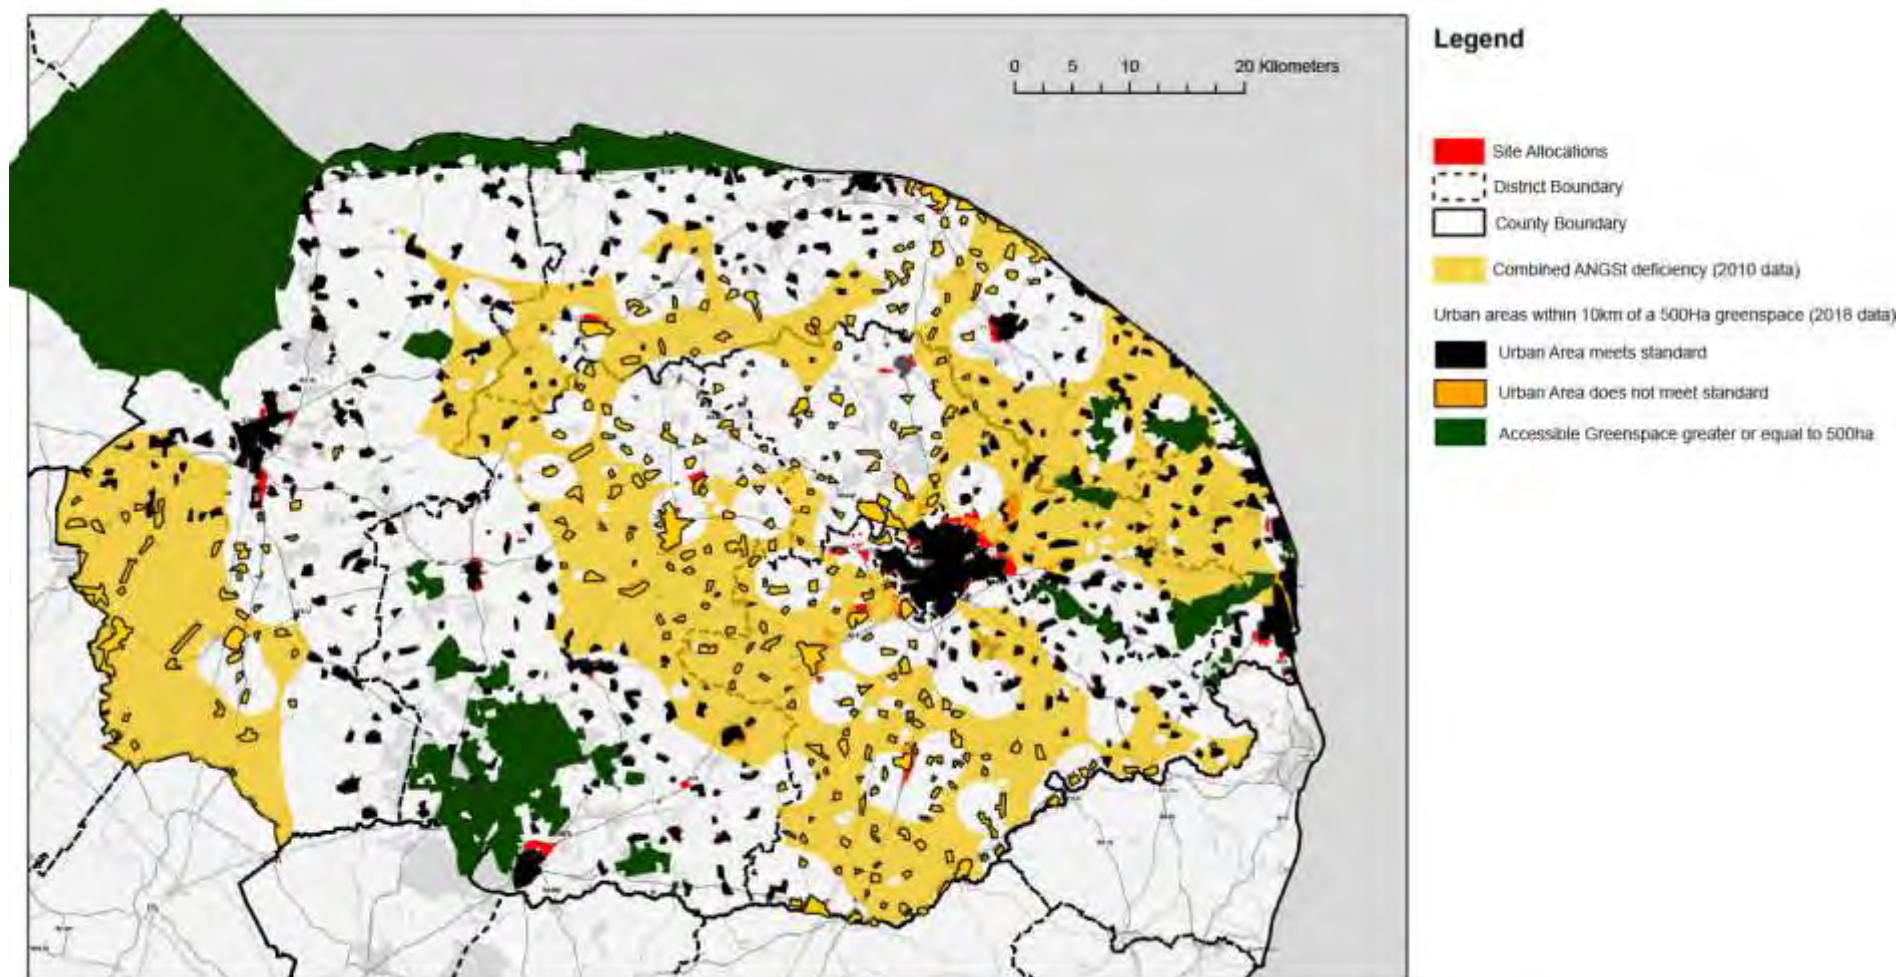 Legend
0 5 10 20 Kilometers
Site Allocations
District Boundary
County Boundary
Combined ANGSt deficiency (2010 data)
Urban areas within 10km of a 500Ha greenspace (2018 data)
Urban Area meets standard
Urban Area does not meet standard
Accessible Greenspace greater or equal to 500ha